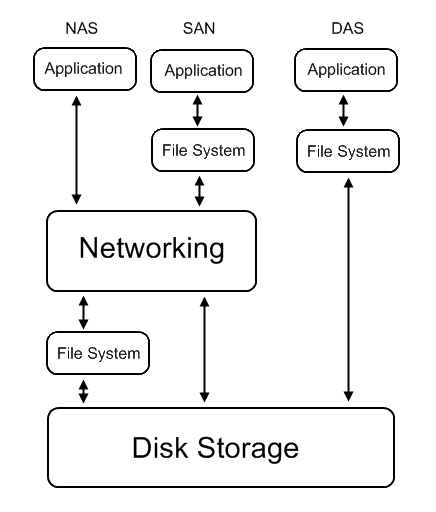 NAS
SAN
DAS
Application
Application
Application
File System
File System
Networking
File System
Disk Storage